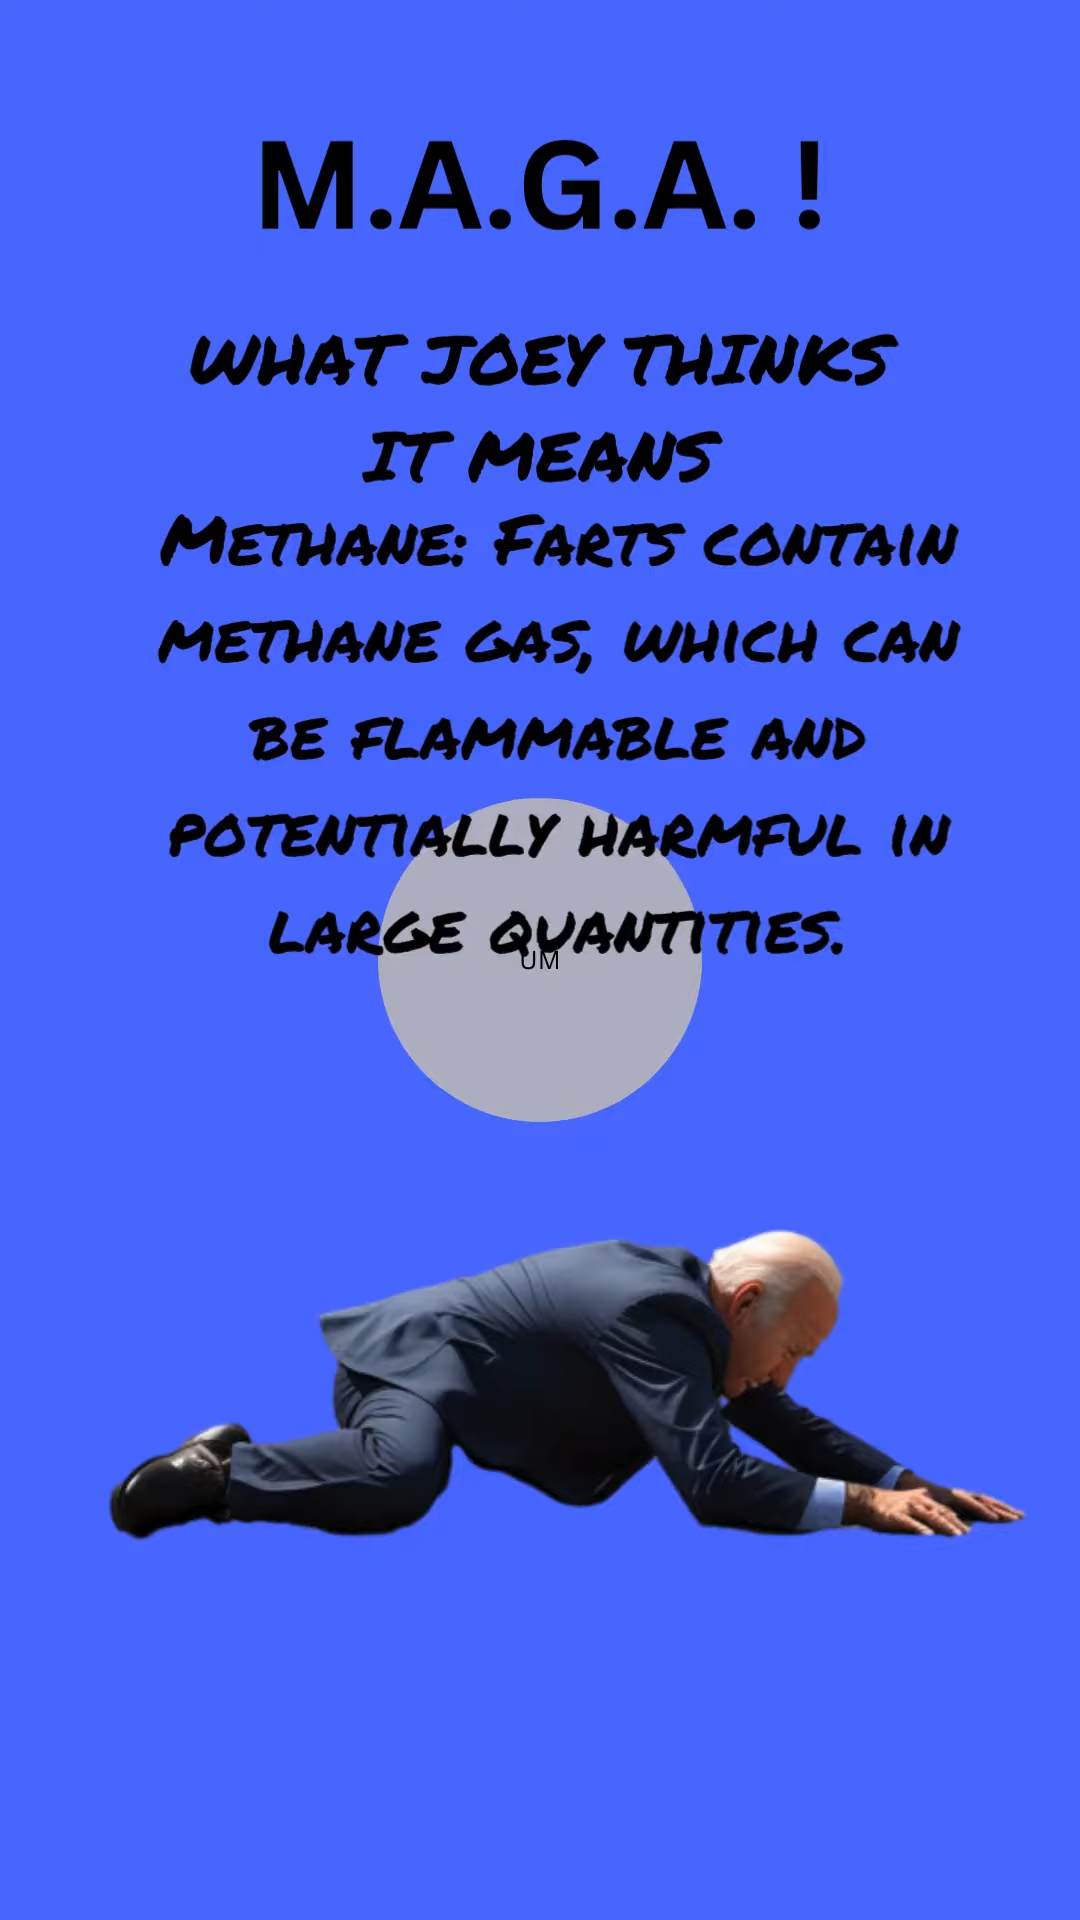 M.A.G.A. !
WHAT JOEY THINKS
IT MEANS
METHANE: FARTS CONTAIN
METHANE GAS, WHICH CAN
BE FLAMMABLE AND
POTENTIALLY HARMFUL IN
LARGE QUANTITIES.
UM